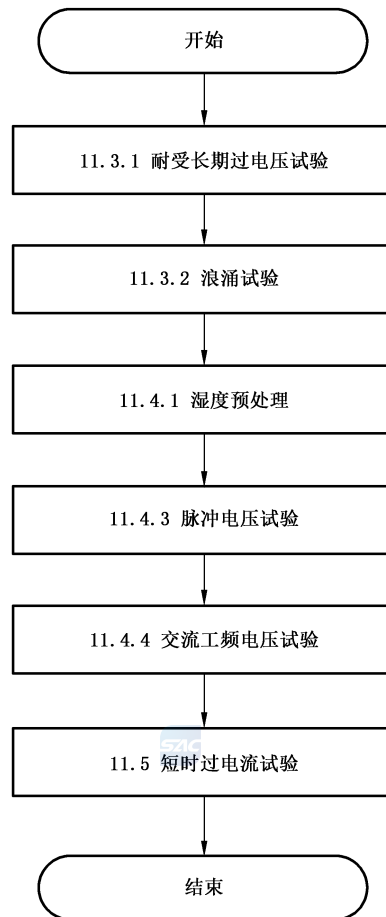 开始
11.3.1 耐受长期过电压试验
11.3.2 浪涌试验
11.4.1 湿度预处理
11.4.3 脉冲电压试验
11.4.4 交流工频电压试验
SAC
11.5 短时过电流试验
结束